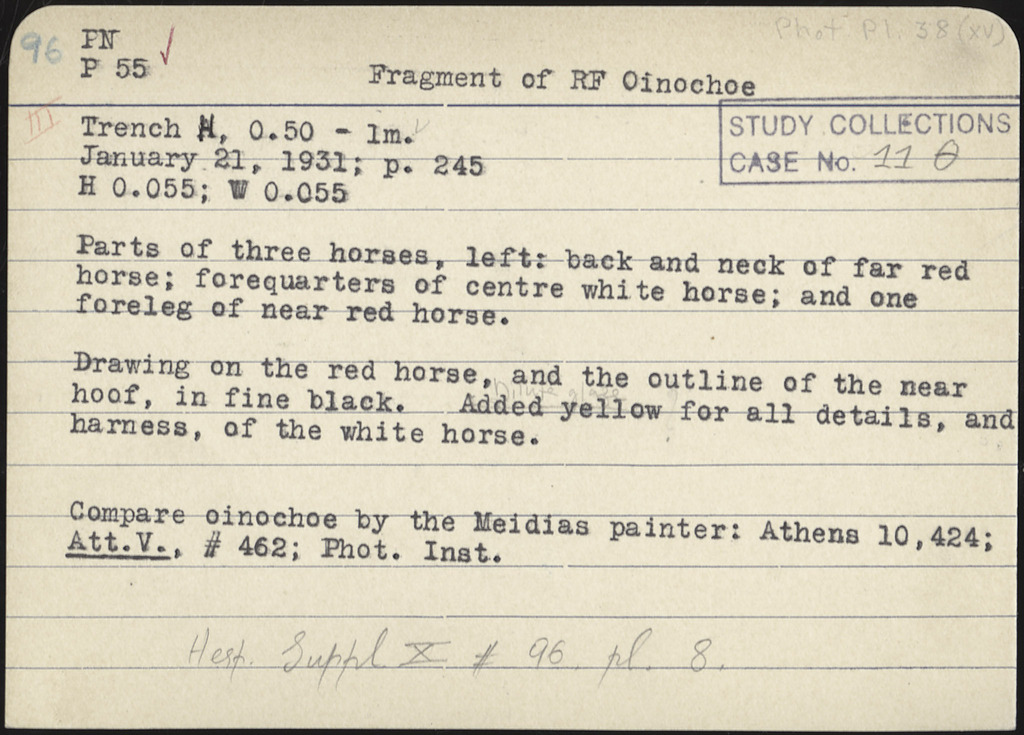 96 PN Phot Pl. 38 (XV)
P 55 ✓
Fragment of RF Oinochoe
III
Trench H, 0.50 - 1m.
January 21, 1931; p. 245
H 0.055; W 0.055
STUDY COLLECTIONS
CASE No. 11 θ
Parts of three horses, left: back and neck of far red
horse; forequarters of centre white horse; and one
foreleg of near red horse.
Drawing on the red horse, and the outline of the near
Dilute glaze ?
hoof, in fine black. Added yellow for all details, and
harness, of the white horse.
Compare oinochoe by the Meidias painter: Athens 10,424;
Att.V., # 462; Phot. Inst.
Hesp. Suppl X # 96. pl. 8.